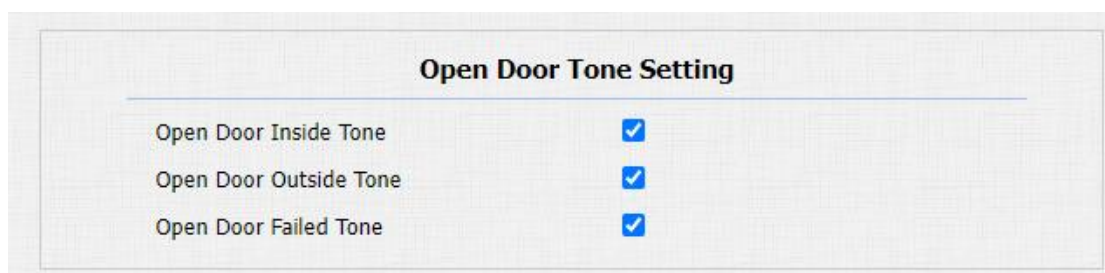 Open Door Tone Setting
Open Door Inside Tone
Open Door Outside Tone
Open Door Failed Tone